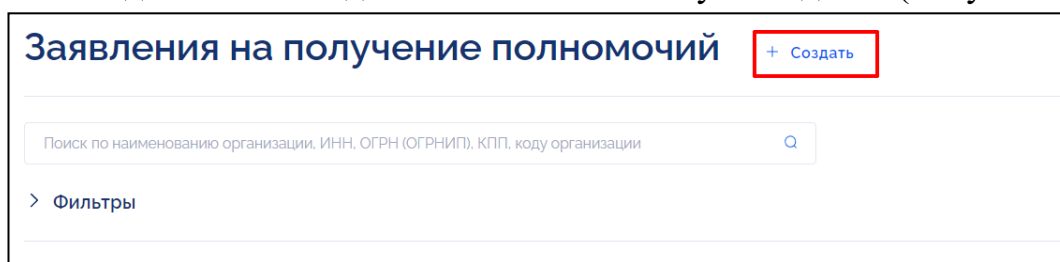 Заявления на получение полномочий + Создать
Поиск по наименованию организации, ИНН, ОГРН (ОГРНИП), КПП, коду организации
> Фильтры